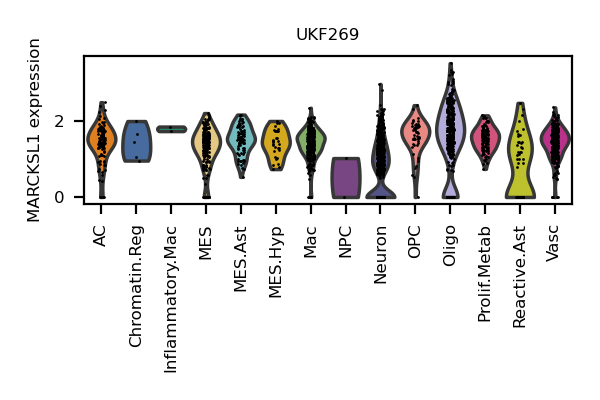 UKF269
MARCKSL1 expression
2
0
AC
Chromatin.Reg
Inflammatory.Mac
MES
MES.Ast
MES.Hyp
Mac
NPC
Neuron
OPC
Oligo
Prolif.Metab
Reactive.Ast
Vasc